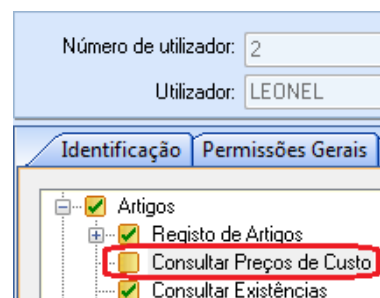 Número de utilizador: 2
Utilizador: LEONEL
Identificação Permissões Gerais
Artigos
Registo de Artigos
Consultar Preços de Custo
Consultar Existências